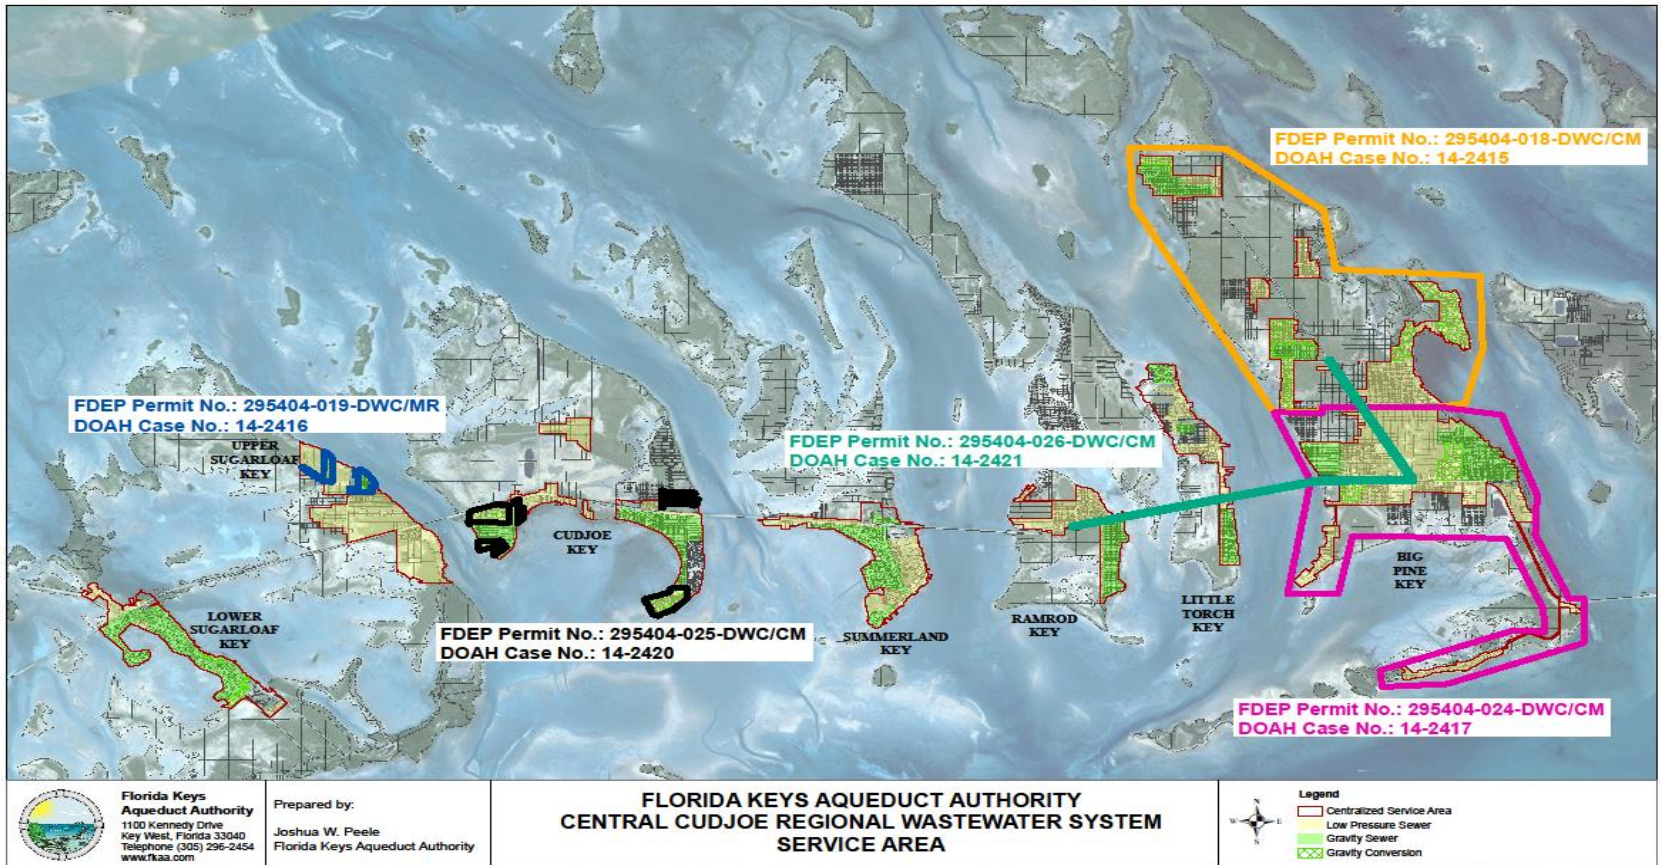 FDEP Permit No.: 295404-018-DWC/CM
DOAH Case No.: 14-2415
FDEP Permit No.: 295404-019-DWC/MR
DOAH Case No.: 14-2416
UPPER
SUGARLOAF
KEY
FDEP Permit No.: 295404-026-DWC/CM
DOAH Case No.: 14-2421
CUDJOE
KEY
BIG
PINE
KEY
LITTLE
TORCH
KEY
LOWER
SUGARLOAF
KEY
RAMROD
KEY
SUMMERLAND
KEY
FDEP Permit No.: 295404-025-DWC/CM
DOAH Case No.: 14-2420
FDEP Permit No.: 295404-024-DWC/CM
DOAH Case No.: 14-2417
Florida Keys
Aqueduct Authority
1100 Kennedy Drive
Key West, Florida 33040
Telephone (305) 296-2454
www.fkaa.com
Prepared by:
Joshua W. Peele
Florida Keys Aqueduct Authority
FLORIDA KEYS AQUEDUCT AUTHORITY
CENTRAL CUDJOE REGIONAL WASTEWATER SYSTEM
SERVICE AREA
N
W
E
S
Legend
Centralized Service Area
Low Pressure Sewer
Gravity Sewer
Gravity Conversion